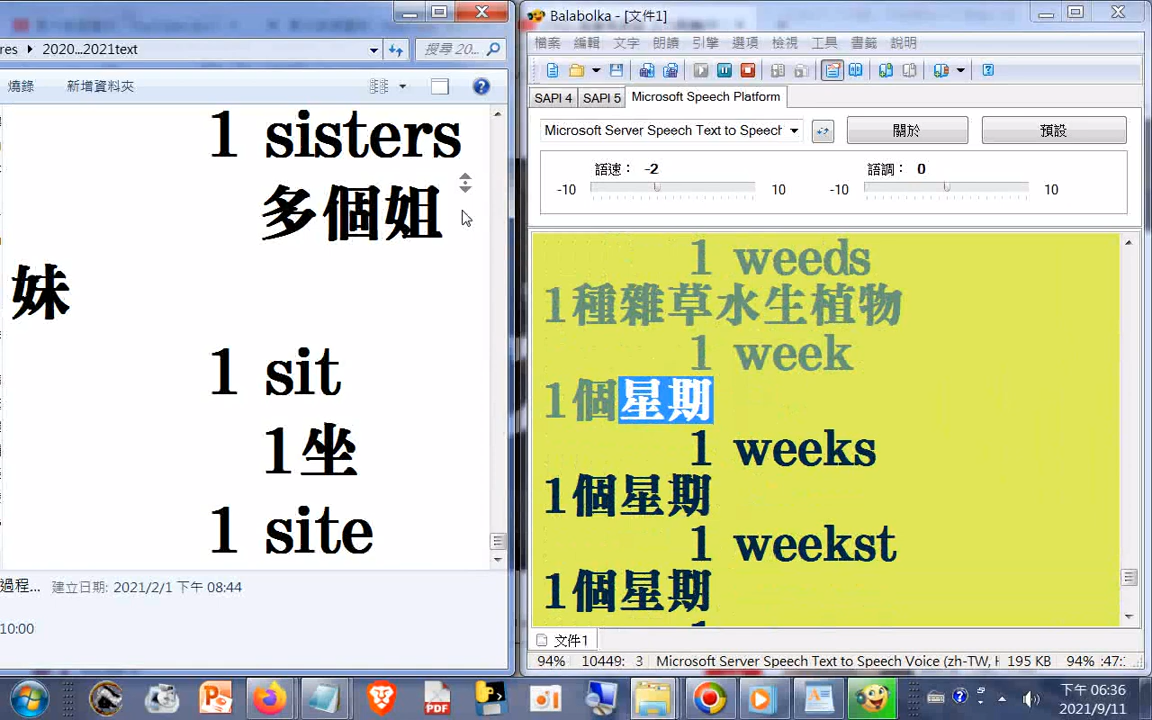 res ▸ 2020...2021text
搜尋 20...
燒錄 新增資料夾
1 sisters
多個姐
妹
1 sit
1坐
1 site
過程... 建立日期: 2021/2/1 下午 08:44
10:00
Balabolka - [文件1]
檔案 編輯 文字 朗讀 引擎 選項 檢視 工具 書籤 說明
SAPI 4 SAPI 5 Microsoft Speech Platform
Microsoft Server Speech Text to Speech
關於 預設
語速： -2 語調： 0
-10 10 -10 10
1 weeds
1種雜草水生植物
1 week
1個星期
1 weeks
1個星期
1 weekst
1個星期
文件1
94% 10449: 3 Microsoft Server Speech Text to Speech Voice (zh-TW, H 195 KB 94% :47:
PDF
下午 06:36
2021/9/11